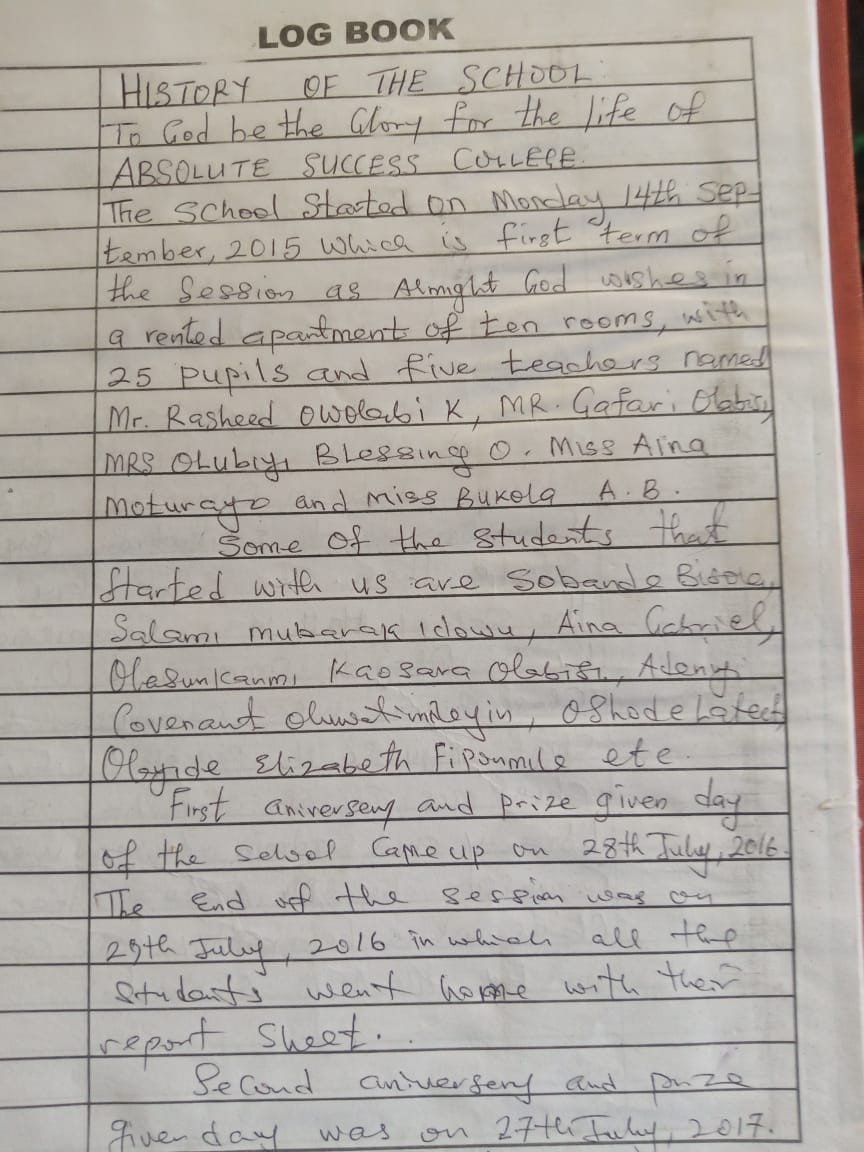 LOG BOOK
HISTORY OF THE SCHOOL
To God be the Glory for the life of
ABSOLUTE SUCCESS COLLEGE.
The School Started on Monday 14th Sep-
tember, 2015 which is first term of
the Session as Almight God wishes in
a rented apartment of ten rooms, with
25 pupils and five teachers named
Mr. Rasheed Owolabi K, MR. Gafari Olabisi,
MRS Olubiyi Blessing O. Miss Aina
Moturayo and miss Bukola A. B.
Some of the students that
Started with us are Sobande
Salami mubarak Idowu, Aina Gabriel,
Olasunkanmi Kaosara Olabisi, Adeniyi
Covenant oluwatimileyin, Oshode Lateef
Olayide Elizabeth etc.
First aniversery and prize given day
of the School Came up on 28th July, 2016.
The End of the session was on
29th July, 2016 in which all the
Students went home with their
report Sheet.
Second aniversery and prize
given day was on 27th July, 2017.